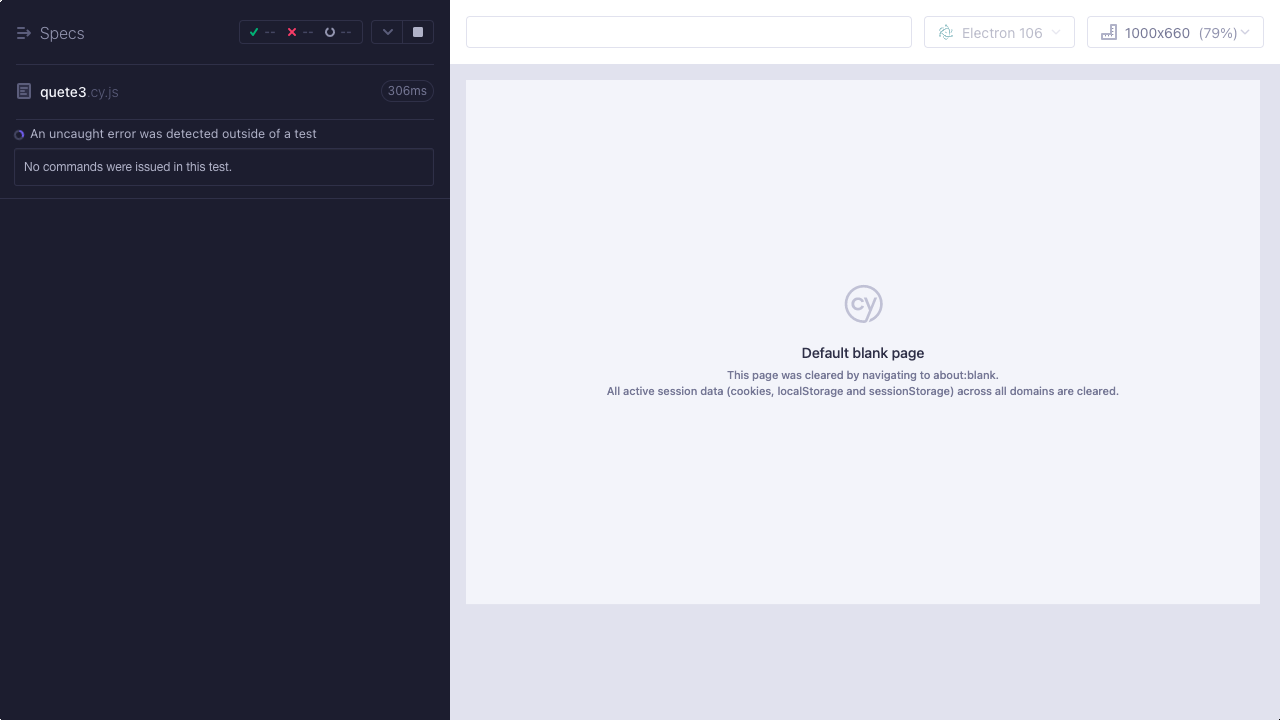 Specs
--
--
--
Electron 106
1000x660 (79%)
quete3.cy.js
306ms
An uncaught error was detected outside of a test
No commands were issued in this test.
cy
Default blank page
This page was cleared by navigating to about:blank.
All active session data (cookies, localStorage and sessionStorage) across all domains are cleared.